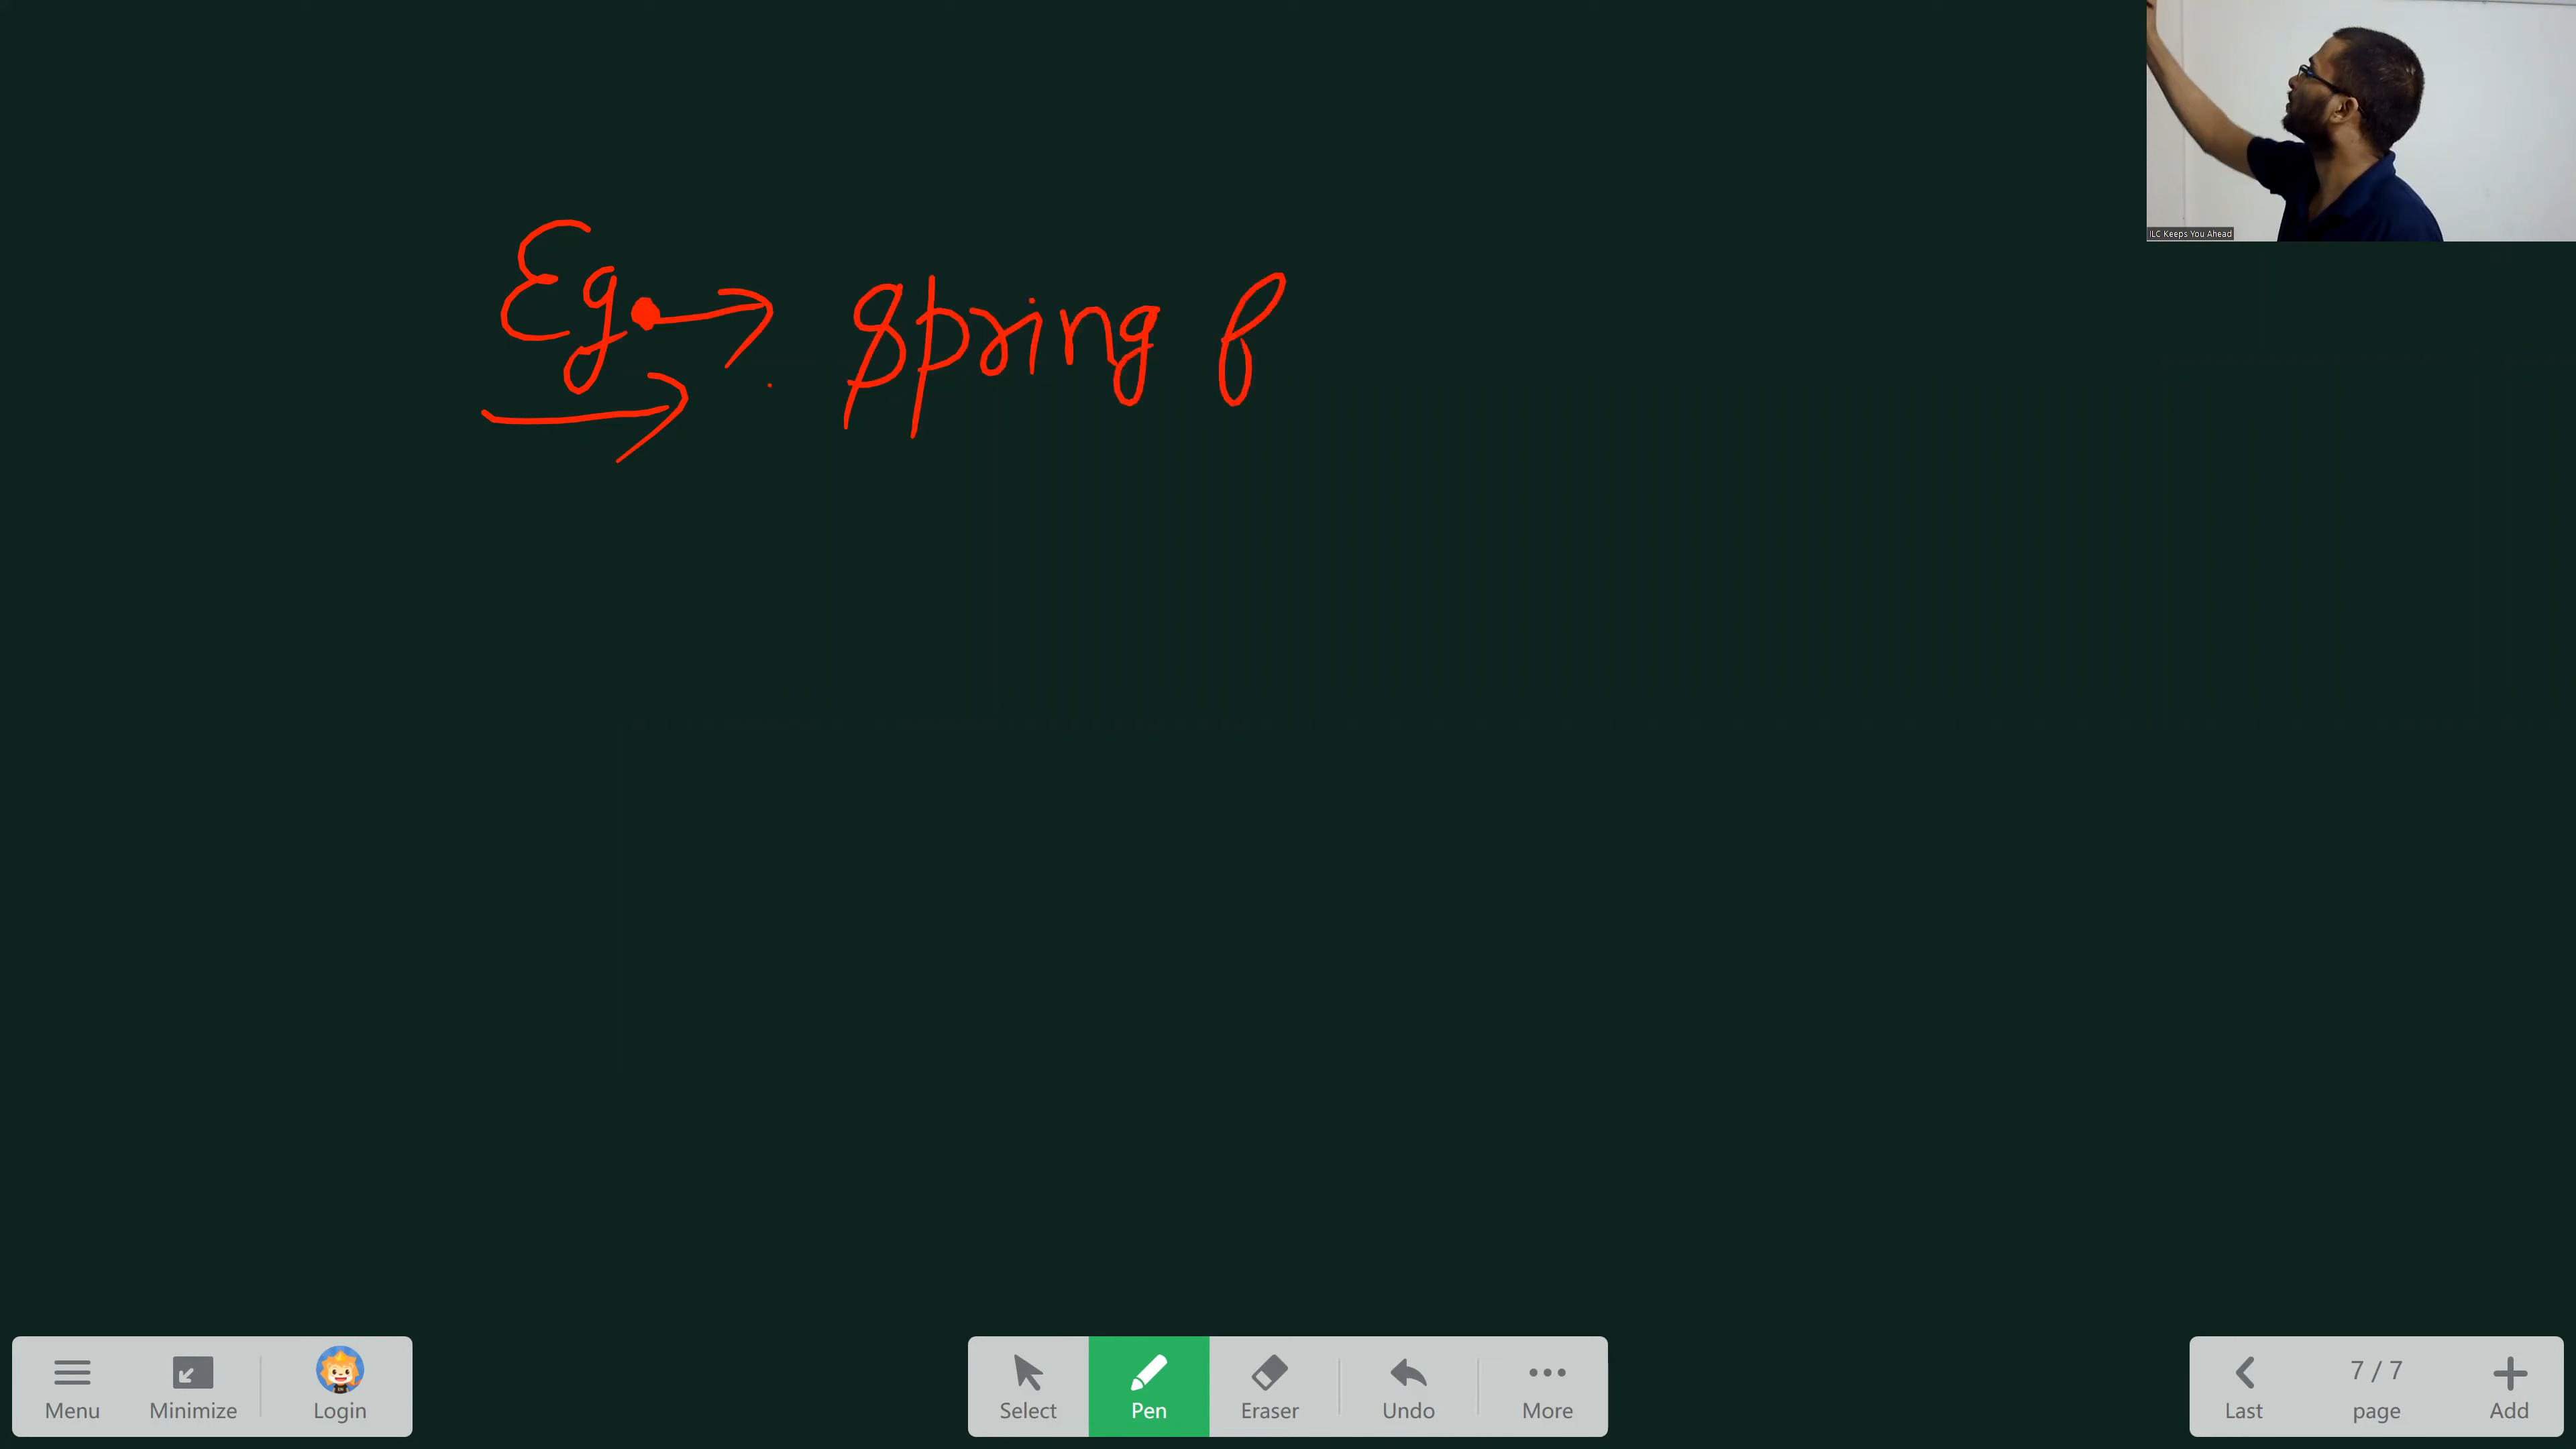 ILC Keeps You Ahead
Eg. → Spring f
Menu Minimize Login Select Pen Eraser Undo More Last 7 / 7 page Add